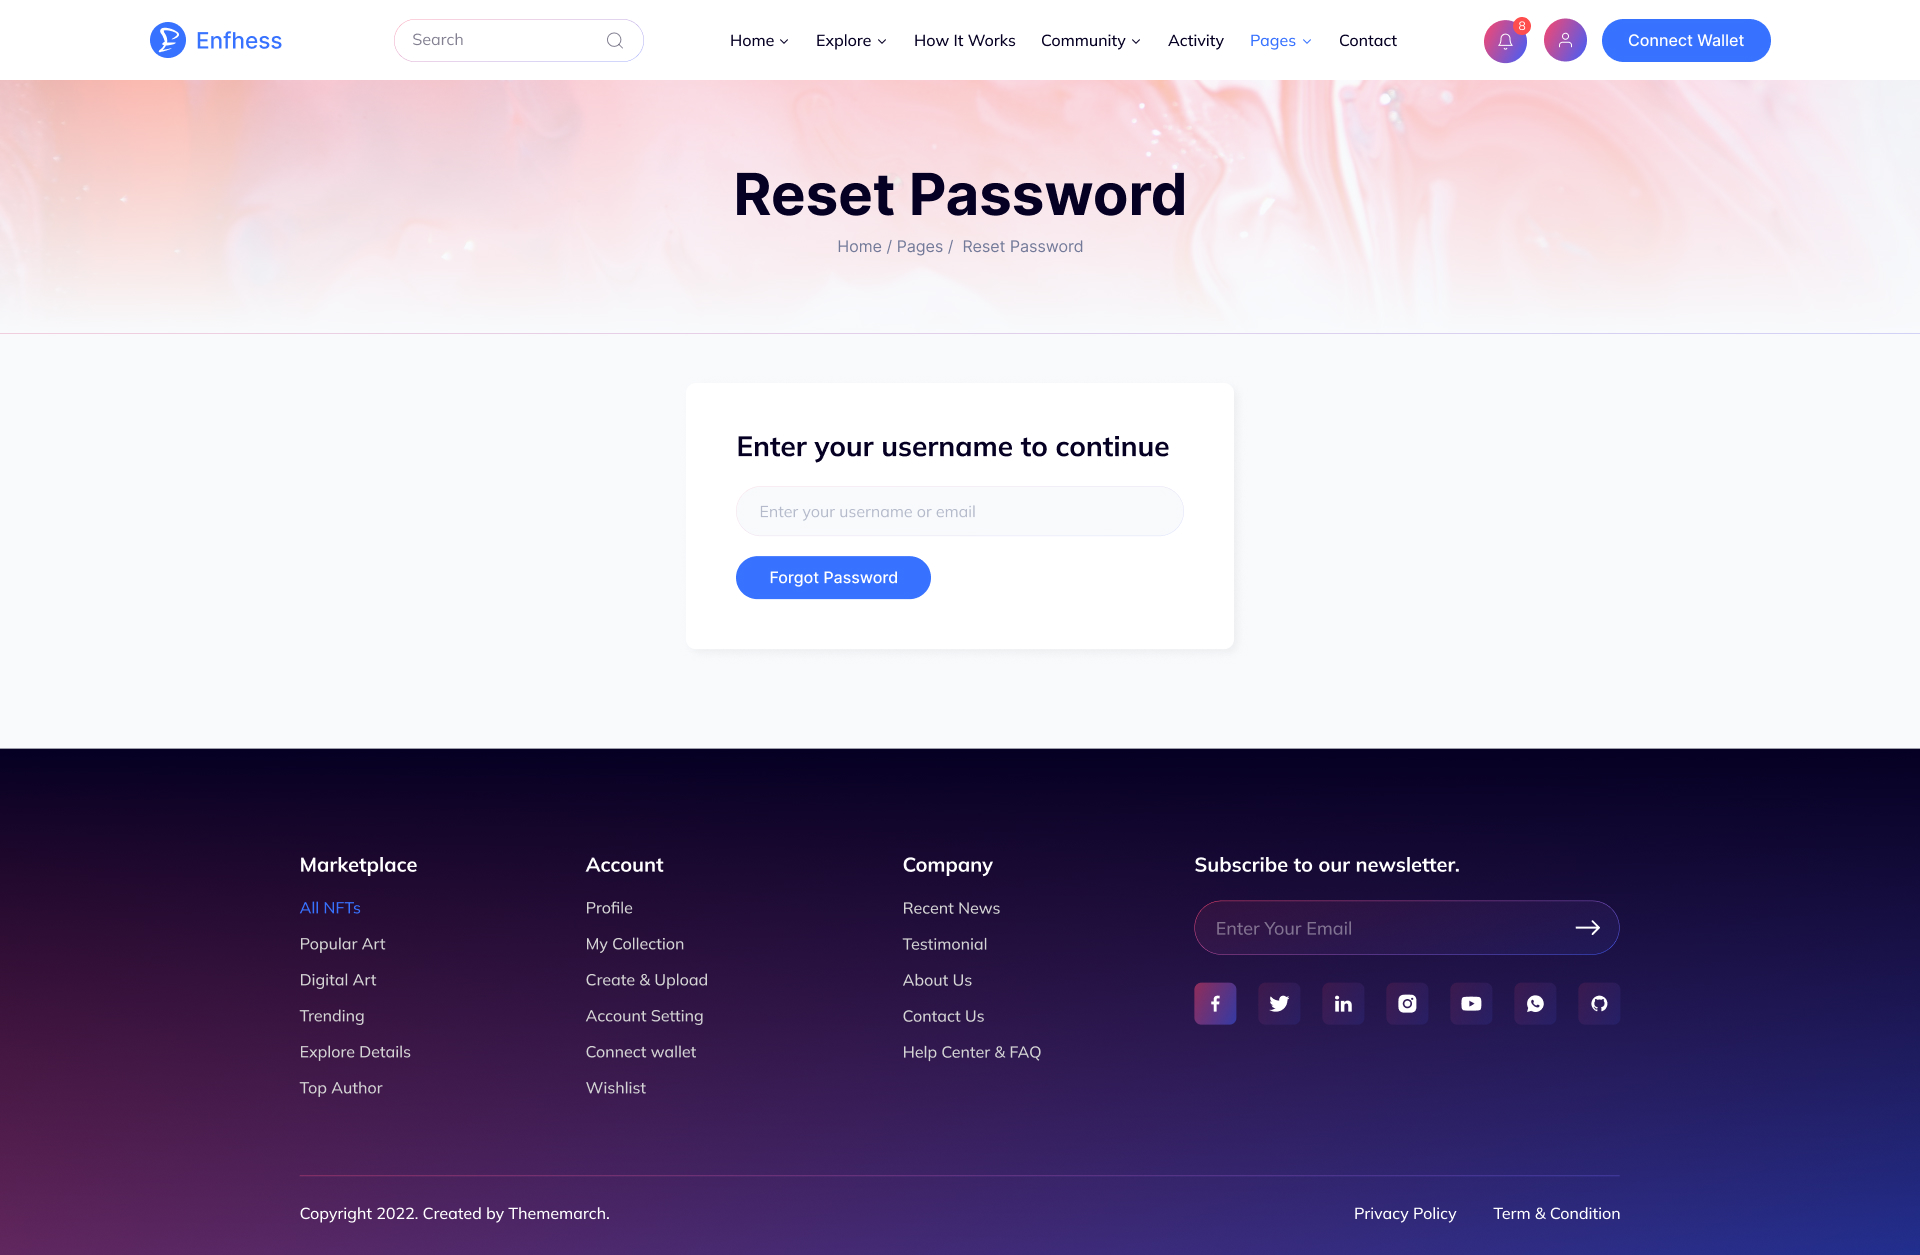 Enfhess
Search
Home
Explore
How It Works
Community
Activity
Pages
Contact
8
Connect Wallet
Reset Password
Home / Pages / Reset Password
Enter your username to continue
Enter your username or email
Forgot Password
Marketplace
All NFTs
Popular Art
Digital Art
Trending
Explore Details
Top Author
Account
Profile
My Collection
Create & Upload
Account Setting
Connect wallet
Wishlist
Company
Recent News
Testimonial
About Us
Contact Us
Help Center & FAQ
Subscribe to our newsletter.
Enter Your Email
Copyright 2022. Created by Thememarch.
Privacy Policy
Term & Condition